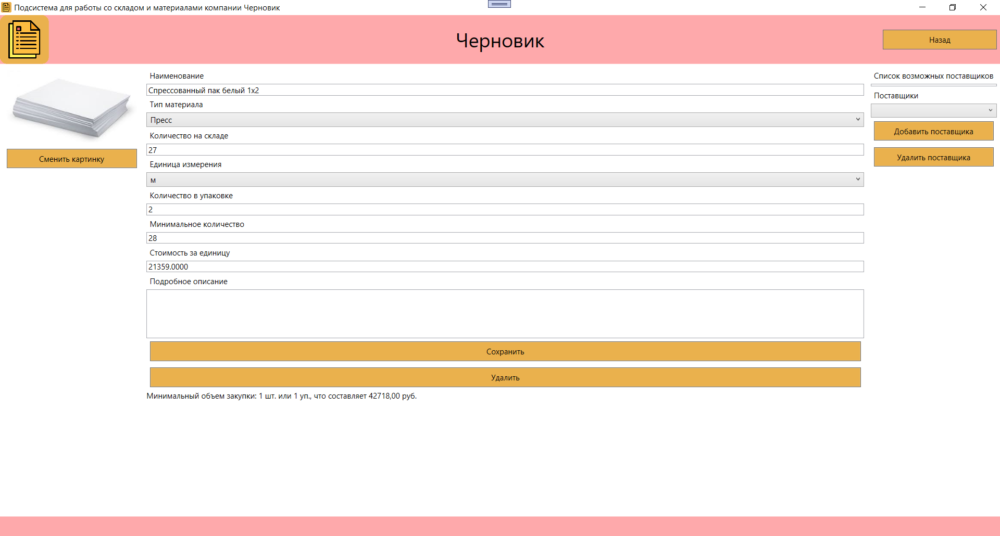 Подсистема для работы со складом и материалами компании Черновик
Черновик
Назад
Сменить картинку
Наименование
Спрессованный пак белый 1x2
Тип материала
Пресс
Количество на складе
27
Единица измерения
м
Количество в упаковке
2
Минимальное количество
28
Стоимость за единицу
21359.0000
Подробное описание
Сохранить
Удалить
Минимальный объем закупки: 1 шт. или 1 уп., что составляет 42718,00 руб.
Список возможных поставщиков
Поставщики
Добавить поставщика
Удалить поставщика